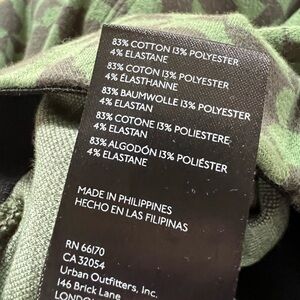 83% COTTON 13% POLYESTER
4% ELASTANE
83% COTON 13% POLYESTER
4% ÉLASTHANNE
83% BAUMWOLLE 13% POLYESTER
4% ELASTAN
83% COTONE 13% POLIESTERE
4% ELASTAN
83% ALGODÓN 13% POLIÉSTER
4% ELASTANE
MADE IN PHILIPPINES
HECHO EN LAS FILIPINAS
RN 66170
CA 32054
Urban Outfitters, Inc.
146 Brick Lane
LONDON